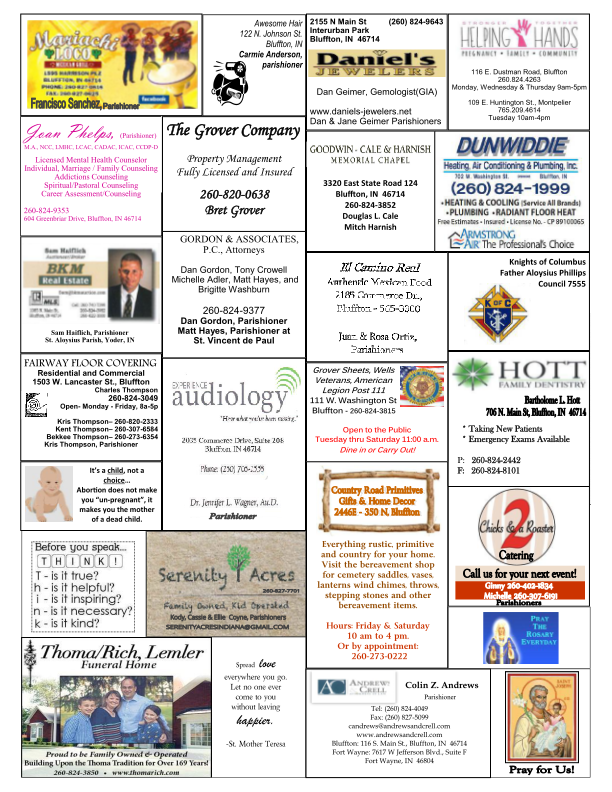 Mariachi
LOCO
MEXICAN GRILL
PHONE:
FAX:
Francisco Sanchez, Parishioner
facebook
Awesome Hair
122 N. Johnson St.
Bluffton, IN
Carmie Anderson,
parishioner
2155 N Main St (260) 824-9643
Interurban Park
Bluffton, IN 46714
Daniel's
JEWELERS
Dan Geimer, Gemologist(GIA)
www.daniels-jewelers.net
Dan & Jane Geimer Parishioners
STRONGER TOGETHER
HELPING HANDS
PREGNANCY • FAMILY • COMMUNITY
116 E. Dustman Road, Bluffton
260.824.4263
Monday, Wednesday & Thursday 9am-5pm
109 E. Huntington St., Montpelier
765.209.4614
Tuesday 10am-4pm
Joan Phelps, (Parishioner)
M.A., NCC, LMHC, LCAC, CADAC, ICAC, CCDP-D
Licensed Mental Health Counselor
Individual, Marriage / Family Counseling
Addictions Counseling
Spiritual/Pastoral Counseling
Career Assessment/Counseling
260-824-9353
604 Greenbriar Drive, Bluffton, IN 46714
The Grover Company
Property Management
Fully Licensed and Insured
260-820-0638
Bret Grover
GOODWIN - CALE & HARNISH
MEMORIAL CHAPEL
3320 East State Road 124
Bluffton, IN 46714
260-824-3852
Douglas L. Cale
Mitch Harnish
DUNWIDDIE
Heating, Air Conditioning & Plumbing, Inc.
702 W. Washington St. Bluffton, IN
(260) 824-1999
•HEATING & COOLING (Service All Brands)
•PLUMBING •RADIANT FLOOR HEAT
Free Estimates • Insured • License No. - CP 89100065
ARMSTRONG
AIR The Professional's Choice
Sam Haiflich
BKM
Real Estate
MLS
Sam Haiflich, Parishioner
St. Aloysius Parish, Yoder, IN
GORDON & ASSOCIATES,
P.C., Attorneys
Dan Gordon, Tony Crowell
Michelle Adler, Matt Hayes, and
Brigitte Washburn
260-824-9377
Dan Gordon, Parishioner
Matt Hayes, Parishioner at
St. Vincent de Paul
El Camino Real
Authentic Mexican Food
2185 Commerce Dr.,
Bluffton - 565-3300
Juan & Rosa Ortiz,
Parishioners
Knights of Columbus
Father Aloysius Phillips
Council 7555
K of C
FAIRWAY FLOOR COVERING
Residential and Commercial
1503 W. Lancaster St., Bluffton
Charles Thompson
260-824-3049
Open- Monday - Friday, 8a-5p
Kris Thompson– 260-820-2333
Kent Thompson– 260-307-6584
Bekkee Thompson– 260-273-6354
Kris Thompson, Parishioner
EXPERIENCE
audiology
"Hear what you've been missing."
2035 Commerce Drive, Suite 208
Bluffton, IN 46714
Phone: (260) 706-1535
Dr. Jennifer L. Wagner, Au.D.
Parishioner
Grover Sheets, Wells
Veterans, American
Legion Post 111
111 W. Washington St
Bluffton - 260-824-3815
Open to the Public
Tuesday thru Saturday 11:00 a.m.
Dine in or Carry Out!
HOTT
FAMILY DENTISTRY
Bartholome L. Hott
706 N. Main St, Bluffton, IN 46714
* Taking New Patients
* Emergency Exams Available
P: 260-824-2442
F: 260-824-8101
It's a child, not a
choice...
Abortion does not make
you "un-pregnant", it
makes you the mother
of a dead child.
Country Road Primitives
Gifts & Home Decor
2446E - 350 N, Bluffton
Everything rustic, primitive
and country for your home.
Visit the bereavement shop
for cemetery saddles, vases,
lanterns wind chimes, throws,
stepping stones and other
bereavement items.
Hours: Friday & Saturday
10 am to 4 pm.
Or by appointment:
260-273-0222
2
Chicks & a Roaster
Catering
Call us for your next event!
Ginny 260-402-1834
Michelle 260-307-6191
Parishioners
Before you speak...
THINK!
T - is it true?
h - is it helpful?
i - is it inspiring?
n - is it necessary?
k - is it kind?
Serenity Acres
260-827-7701
Family Owned, Kid Operated
Kody, Cassie & Ellie Coyne, Parishioners
SERENITYACRESINDIANA@GMAIL.COM
PRAY
THE
ROSARY
EVERYDAY
Thoma/Rich, Lemler
Funeral Home
Proud to be Family Owned & Operated
Building Upon the Thoma Tradition for Over 169 Years!
260-824-3850 • www.thomarich.com
Spread love
everywhere you go.
Let no one ever
come to you
without leaving
happier.
-St. Mother Teresa
AC ANDREWS
CRELL
Colin Z. Andrews
Parishioner
Tel: (260) 824-4049
Fax: (260) 827-5099
candrews@andrewsandcrell.com
www.andrewsandcrell.com
Bluffton: 116 S. Main St., Bluffton, IN 46714
Fort Wayne: 7617 W Jefferson Blvd., Suite F
Fort Wayne, IN 46804
SAINT
JOSEPH
Pray for Us!